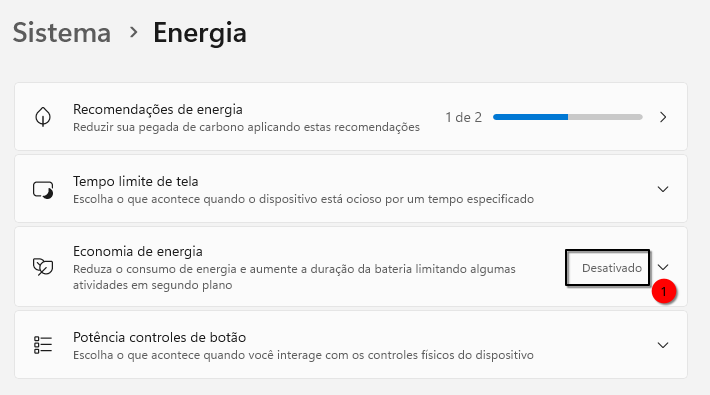 Sistema > Energia
Recomendações de energia
Reduzir sua pegada de carbono aplicando estas recomendações
1 de 2
Tempo limite de tela
Escolha o que acontece quando o dispositivo está ocioso por um tempo especificado
Economia de energia
Reduza o consumo de energia e aumente a duração da bateria limitando algumas
atividades em segundo plano
Desativado
1
Potência controles de botão
Escolha o que acontece quando você interage com os controles físicos do dispositivo